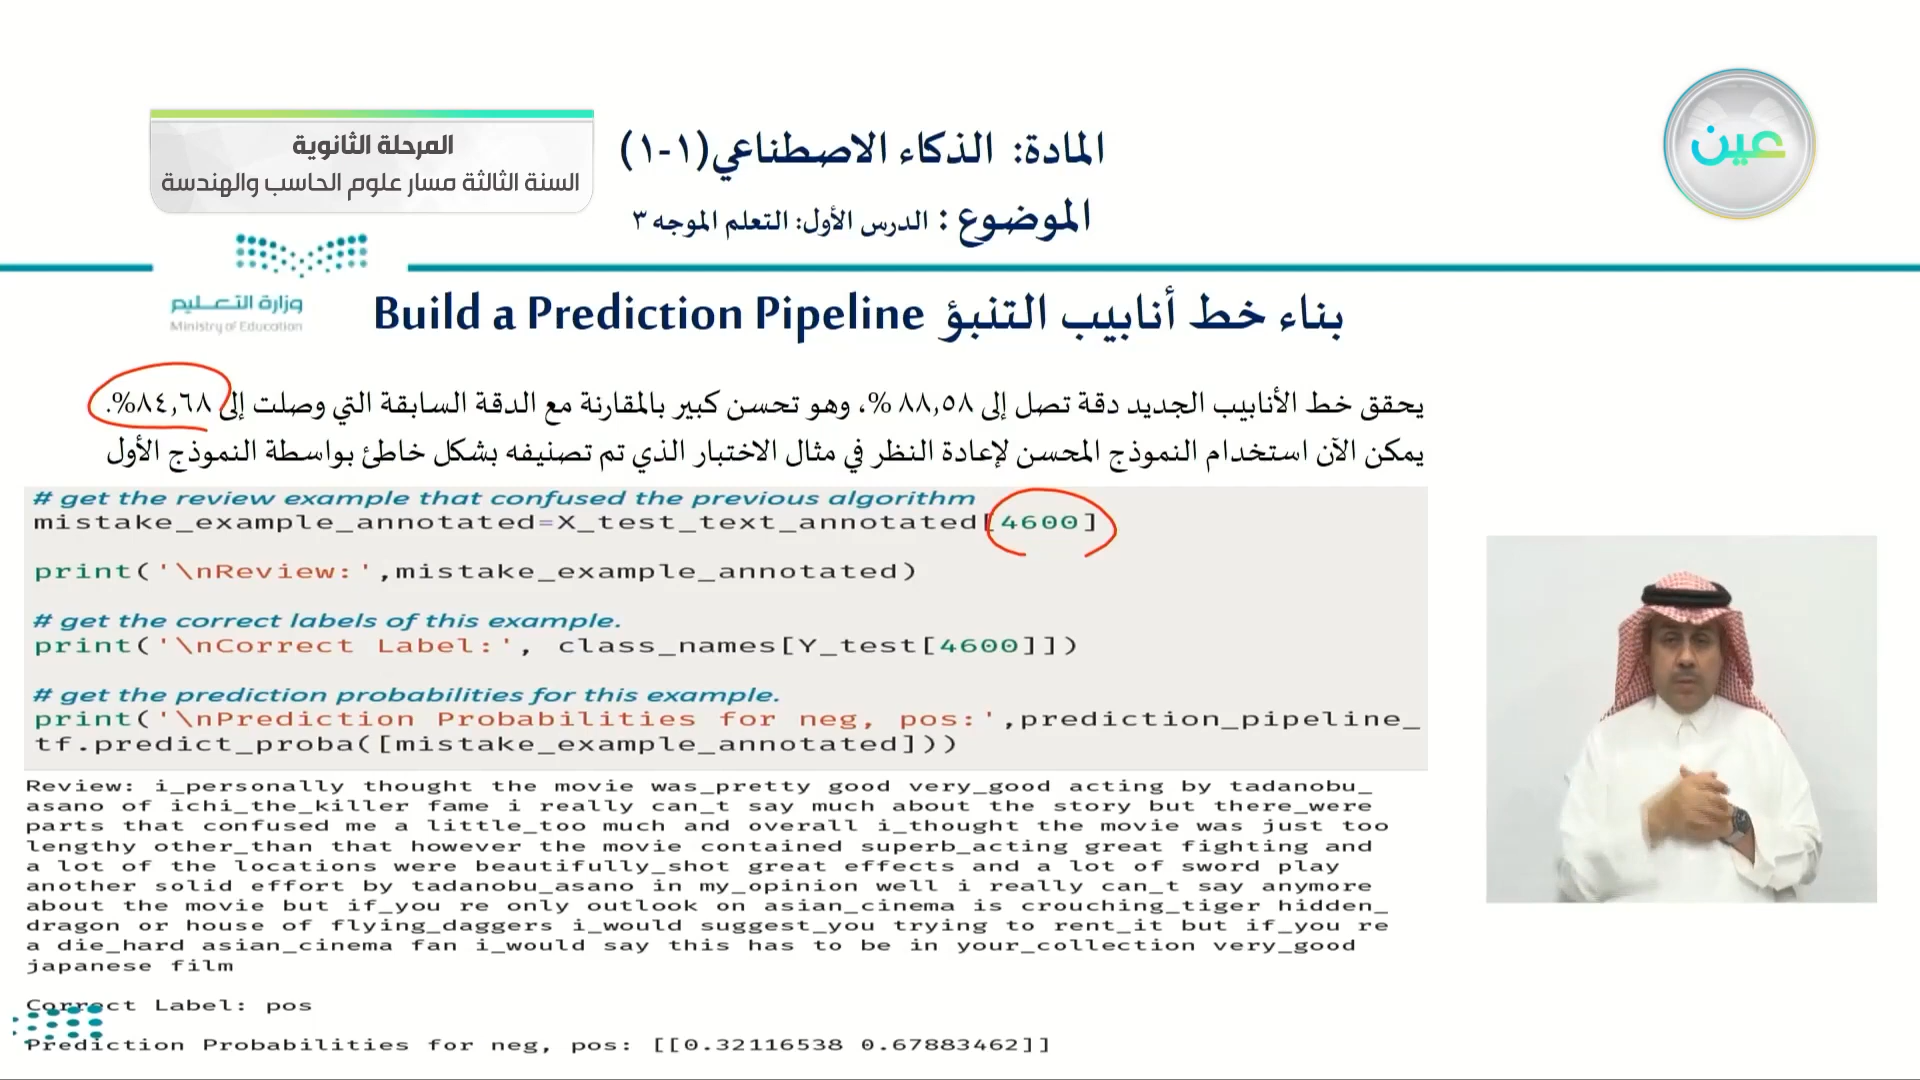 المرحلة الثانوية
السنة الثالثة مسار علوم الحاسب والهندسة
المادة: الذكاء الاصطناعي(١-١)
الموضوع : الدرس الأول: التعلم الموجه ٣
عين
وزارة التعليم
Ministry of Education
بناء خط أنابيب التنبؤ Build a Prediction Pipeline
يحقق خط الأنابيب الجديد دقة تصل إلى ٨٨,٥٨ %، وهو تحسن كبير بالمقارنة مع الدقة السابقة التي وصلت إلى ٨٤,٦٨%.
يمكن الآن استخدام النموذج المحسن لإعادة النظر في مثال الاختبار الذي تم تصنيفه بشكل خاطئ بواسطة النموذج الأول
# get the review example that confused the previous algorithm
mistake_example_annotated=X_test_text_annotated[4600]
print('\nReview:',mistake_example_annotated)
# get the correct labels of this example.
print('\nCorrect Label:', class_names[Y_test[4600]])
# get the prediction probabilities for this example.
print('\nPrediction Probabilities for neg, pos:',prediction_pipeline_
tf.predict_proba([mistake_example_annotated]))
Review: i_personally thought the movie was_pretty good very_good acting by tadanobu_
asano of ichi_the_killer fame i really can_t say much about the story but there_were
parts that confused me a little_too much and overall i_thought the movie was just too
lengthy other_than that however the movie contained superb_acting great fighting and
a lot of the locations were beautifully_shot great effects and a lot of sword play
another solid effort by tadanobu_asano in my_opinion well i really can_t say anymore
about the movie but if_you re only outlook on asian_cinema is crouching_tiger hidden_
dragon or house of flying_daggers i_would suggest_you trying to rent_it but if_you re
a die_hard asian_cinema fan i_would say this has to be in your_collection very_good
japanese film
Correct Label: pos
Prediction Probabilities for neg, pos: [[0.32116538 0.67883462]]